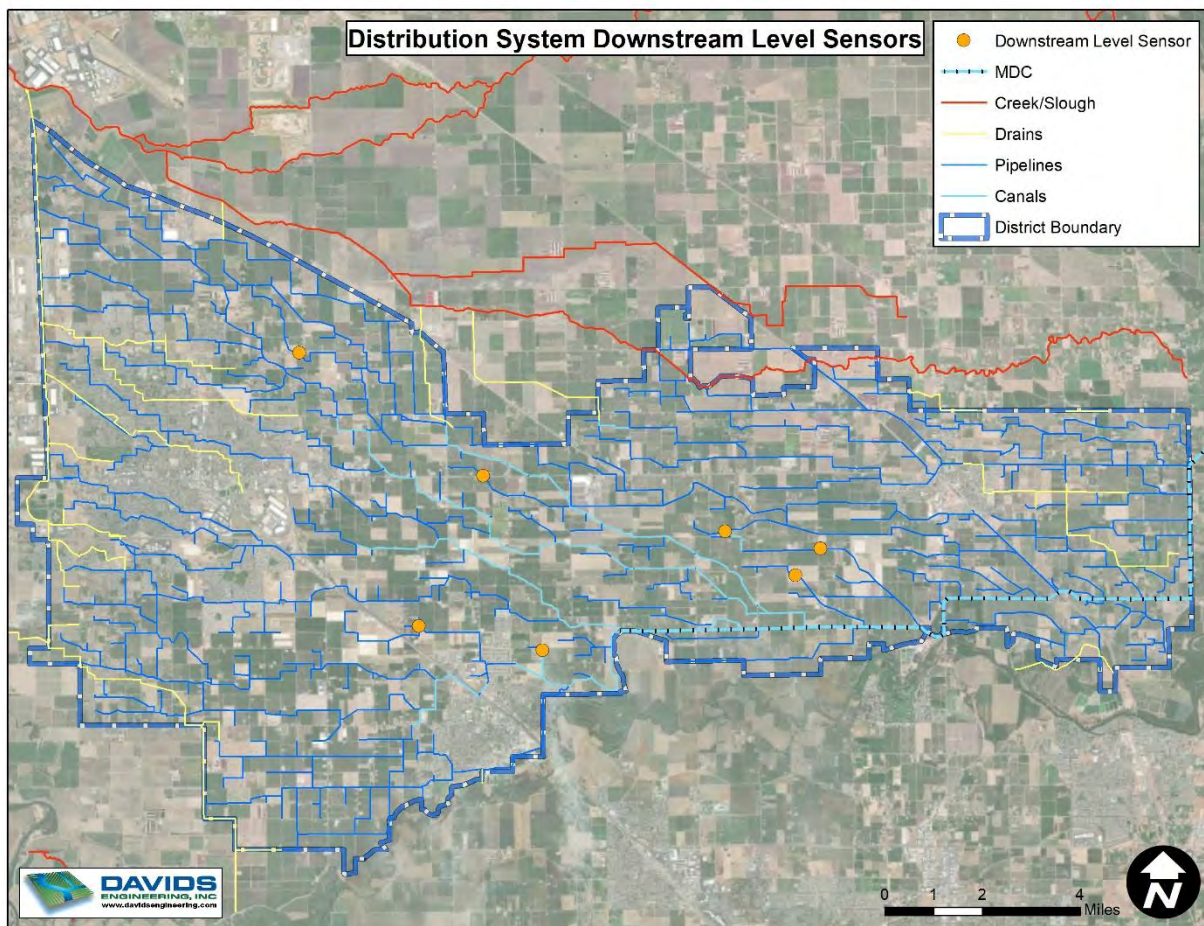 Distribution System Downstream Level Sensors
Downstream Level Sensor
MDC
Creek/Slough
Drains
Pipelines
Canals
District Boundary
DAVIDS
ENGINEERING, INC
www.davidsengineering.com
0 1 2 4
Miles
N